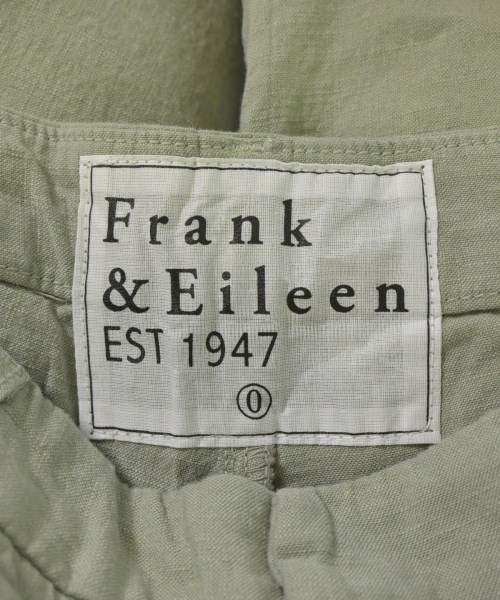 Frank
& Eileen
EST 1947
0